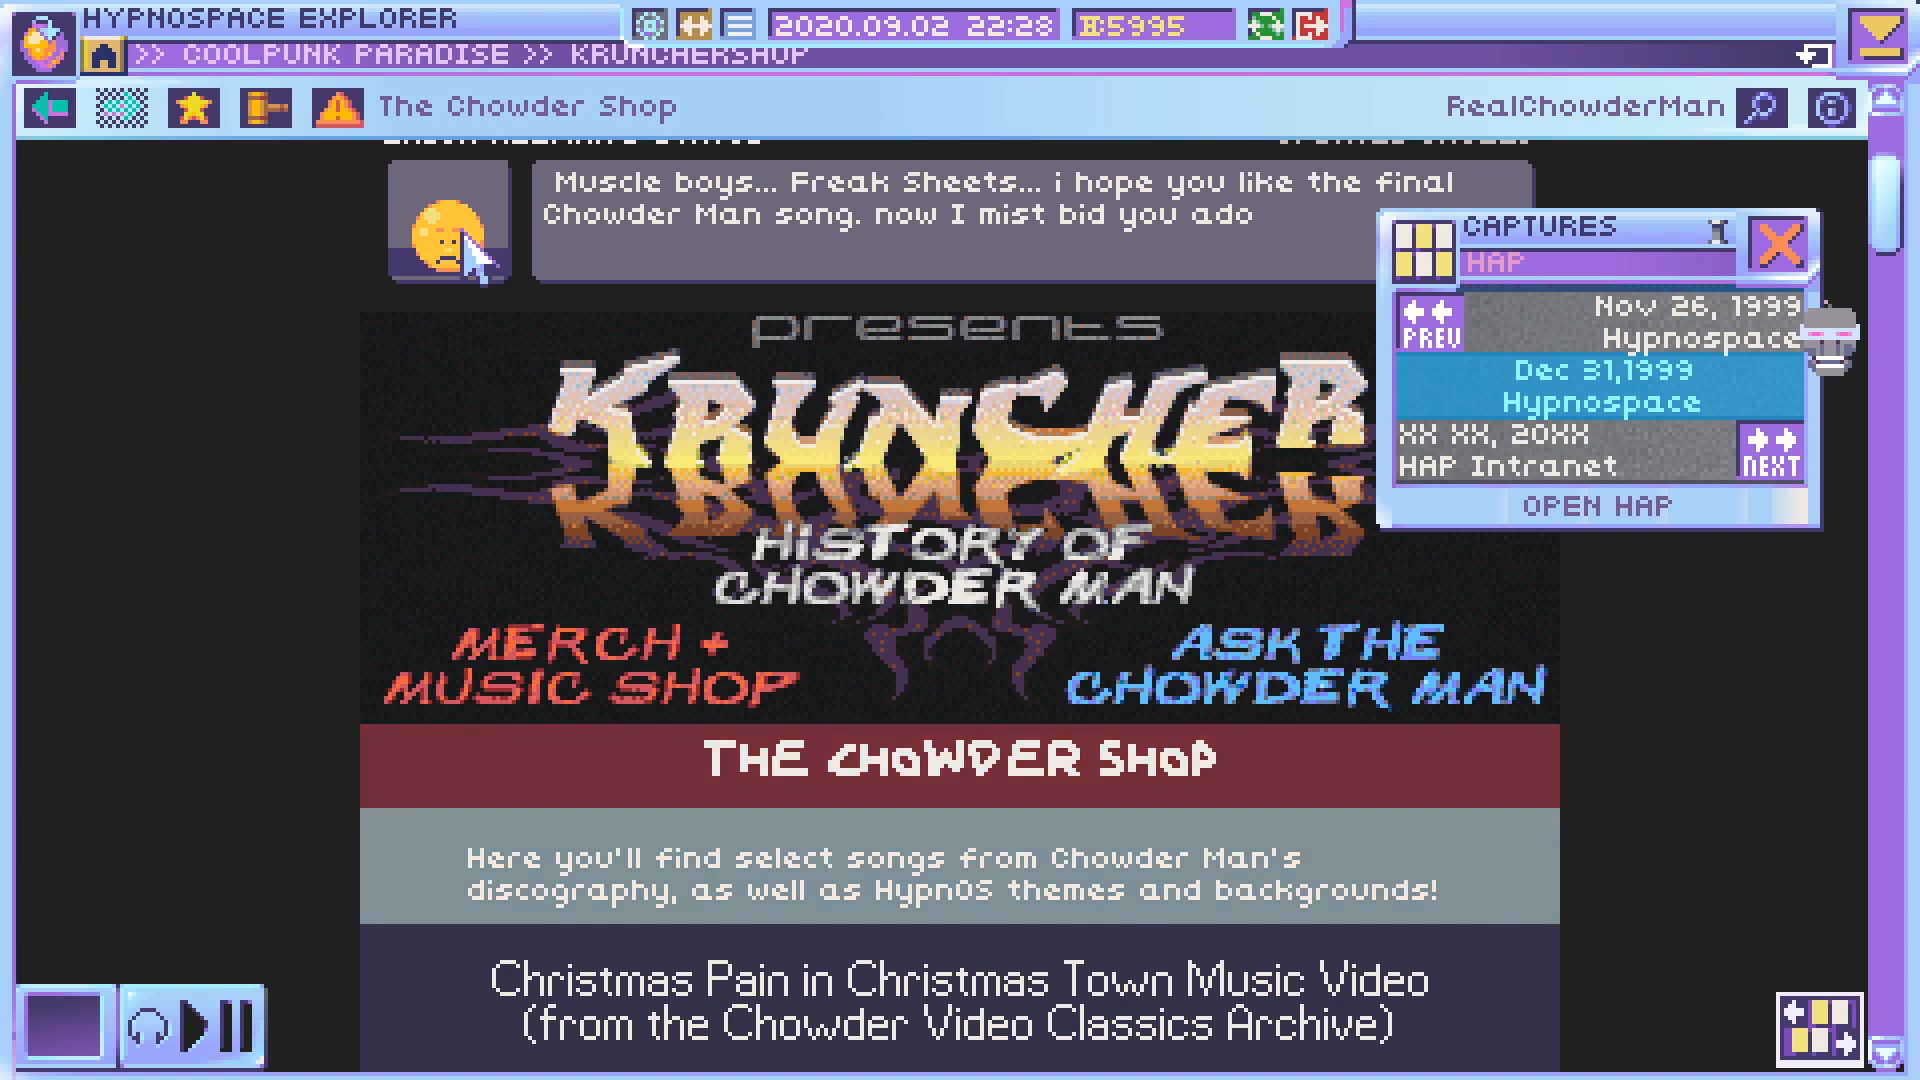 HYPNOSPACE EXPLORER
2020.09.02 22:28
5995
>> COOLPUNK PARADISE >> KRUNCHERSHOP
The Chowder Shop
RealChowderMan
Muscle boys... Freak Sheets... i hope you like the final
Chowder Man song. now I mist bid you ado
CAPTURES
HAP
PREV
Nov 26, 1999
Hypnospace
Dec 31,1999
Hypnospace
XX XX, 20XX
HAP Intranet
NEXT
OPEN HAP
presents
KRUNCHER
HISTORY OF
CHOWDER MAN
MERCH +
MUSIC SHOP
ASK THE
CHOWDER MAN
THE CHOWDER SHOP
Here you'll find select songs from Chowder Man's
discography, as well as HypnOS themes and backgrounds!
Christmas Pain in Christmas Town Music Video
(from the Chowder Video Classics Archive)